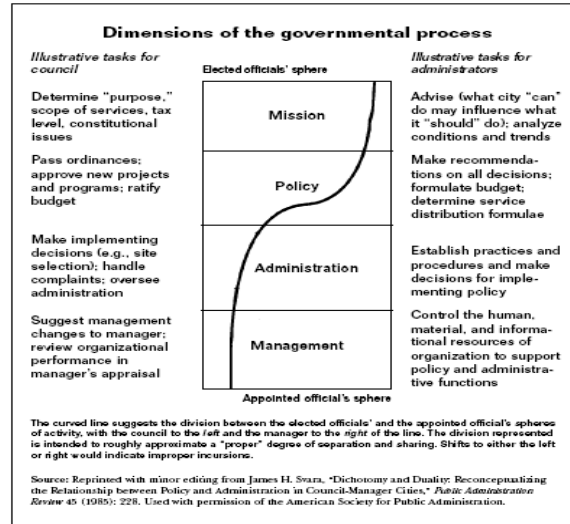 Dimensions of the governmental process
Illustrative tasks for
council
Elected officials' sphere
Illustrative tasks for
administrators
Determine "purpose,"
scope of services, tax
level, constitutional
issues
Mission
Advise (what city "can"
do may influence what
it "should" do); analyze
conditions and trends
Pass ordinances;
approve new projects
and programs; ratify
budget
Policy
Make recommenda-
tions on all decisions;
formulate budget;
determine service
distribution formulae
Make implementing
decisions (e.g., site
selection); handle
complaints; oversee
administration
Administration
Establish practices and
procedures and make
decisions for imple-
menting policy
Suggest management
changes to manager;
review organizational
performance in
manager's appraisal
Management
Control the human,
material, and informa-
tional resources of
organization to support
policy and administra-
tive functions
Appointed official's sphere
The curved line suggests the division between the elected officials' and the appointed official's spheres
of activity, with the council to the left and the manager to the right of the line. The division represented
is intended to roughly approximate a "proper" degree of separation and sharing. Shifts to either the left
or right would indicate improper incursions.
Source: Reprinted with minor editing from James H. Svara, "Dichotomy and Duality: Reconceptualizing
the Relationship between Policy and Administration in Council-Manager Cities," Public Administration
Review 45 (1985): 228. Used with permission of the American Society for Public Administration.